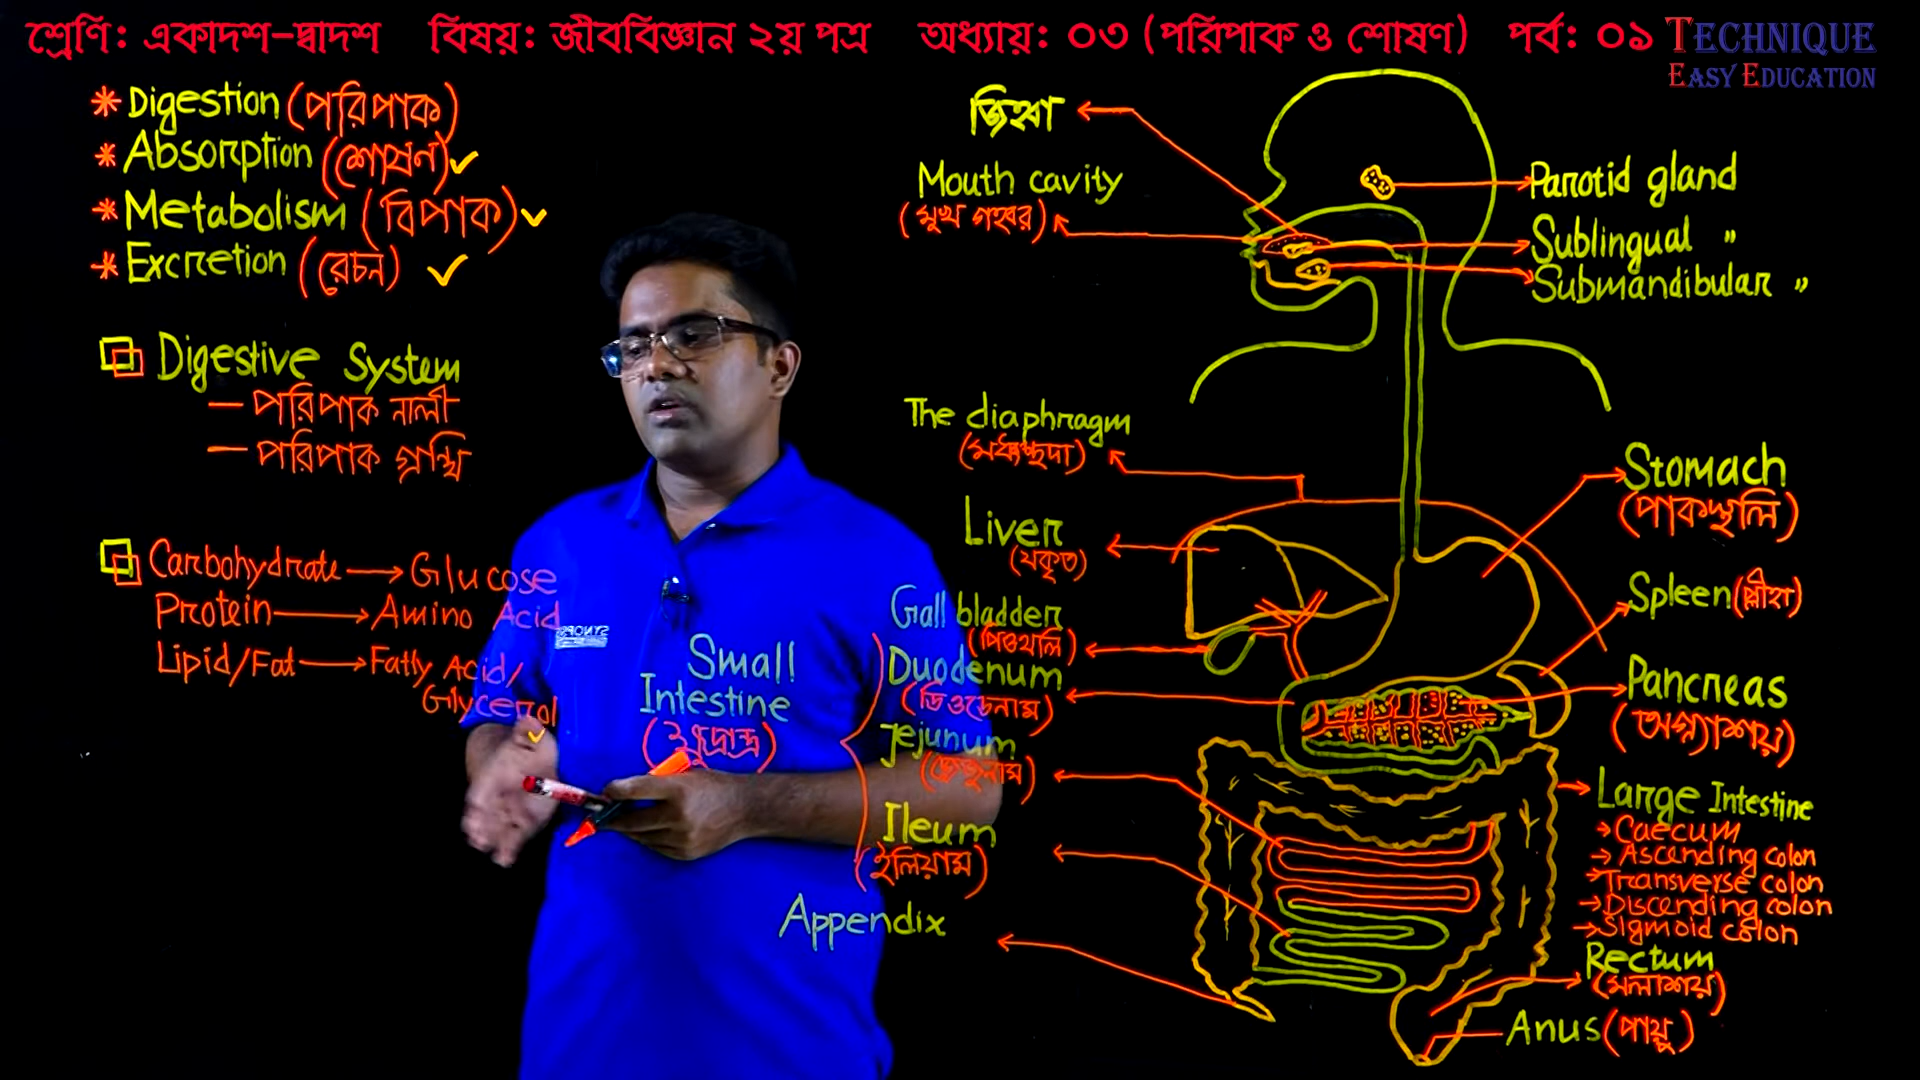 শ্রেণি: একাদশ-দ্বাদশ বিষয়: জীববিজ্ঞান ২য় পত্র অধ্যায়: ০৩ (পরিপাক ও শোষণ) পর্ব: ০১
TECHNIQUE
EASY EDUCATION
* Digestion (পরিপাক)
* Absorption (শোষন) ✓
* Metabolism (বিপাক) ✓
* Excretion (রেচন) ✓
Digestive System
— পরিপাক নালী
— পরিপাক গ্রন্থি
Carbohydrate → Glucose
Protein → Amino Acid
Lipid/Fat → Fatty Acid/
Glycerol
জিহ্বা
Mouth cavity
(মুখ গহ্বর)
Parotid gland
Sublingual "
Submandibular "
The diaphragm
(মধ্যচ্ছদা)
Liver
(যকৃত)
Gall bladder
(পিত্তথলি)
Small
Intestine
(ক্ষুদ্রান্ত্র)
Duodenum
(ডিওডেনাম)
Jejunum
(জেজুনাম)
Ileum
(ইলিয়াম)
Appendix
Stomach
(পাকস্থলি)
Spleen (প্লীহা)
Pancreas
(অগ্ন্যাশয়)
Large Intestine
→ Caecum
→ Ascending colon
→ Transverse colon
→ Discending colon
→ Sigmoid colon
Rectum
(মলাশয়)
Anus (পায়ু)